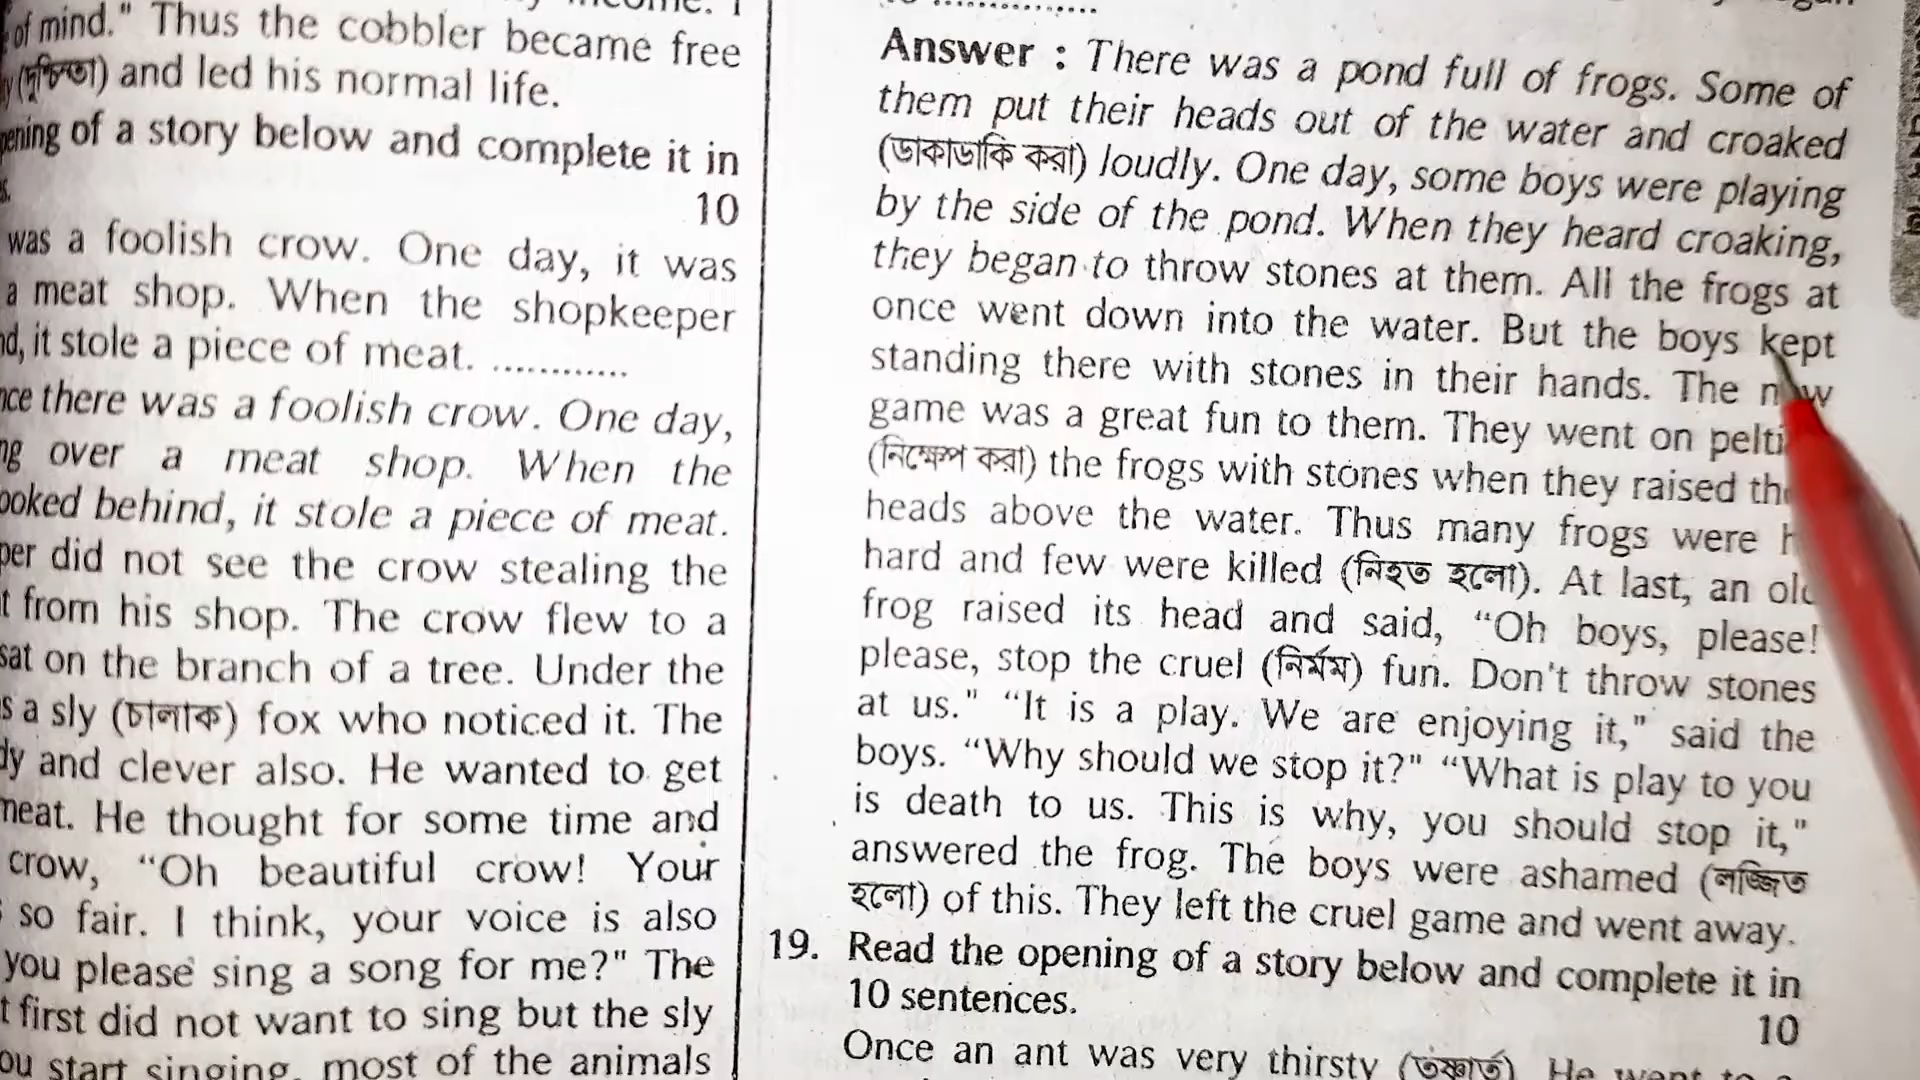 of mind." Thus the cobbler became free
(দুশ্চিন্তা) and led his normal life.
of a story below and complete it in
10
was a foolish crow. One day, it was
a meat shop. When the shopkeeper
it stole a piece of meat. .............
there was a foolish crow. One day,
over a meat shop. When the
behind, it stole a piece of meat.
did not see the crow stealing the
from his shop. The crow flew to a
sat on the branch of a tree. Under the
a sly (চালাক) fox who noticed it. The
and clever also. He wanted to get
He thought for some time and
crow, “Oh beautiful crow! Your
so fair. I think, your voice is also
you please sing a song for me?" The
first did not want to sing but the sly
start singing, most of the animals
Answer : There was a pond full of frogs. Some of
them put their heads out of the water and croaked
(ডাকাডাকি করা) loudly. One day, some boys were playing
by the side of the pond. When they heard croaking,
they began to throw stones at them. All the frogs at
once went down into the water. But the boys kept
standing there with stones in their hands. The
game was a great fun to them. They went on
(নিক্ষেপ করা) the frogs with stones when they raised
heads above the water. Thus many frogs were
hard and few were killed (নিহত হলো). At last, an old
frog raised its head and said, “Oh boys, please!
please, stop the cruel (নির্মম) fun. Don't throw stones
at us." “It is a play. We are enjoying it," said the
boys. “Why should we stop it?" “What is play to you
is death to us. This is why, you should stop it,"
answered the frog. The boys were ashamed (লজ্জিত
হলো) of this. They left the cruel game and went away.
19. Read the opening of a story below and complete it in
10 sentences.
10
Once an ant was very thirsty (তৃষ্ণার্ত). He went to a